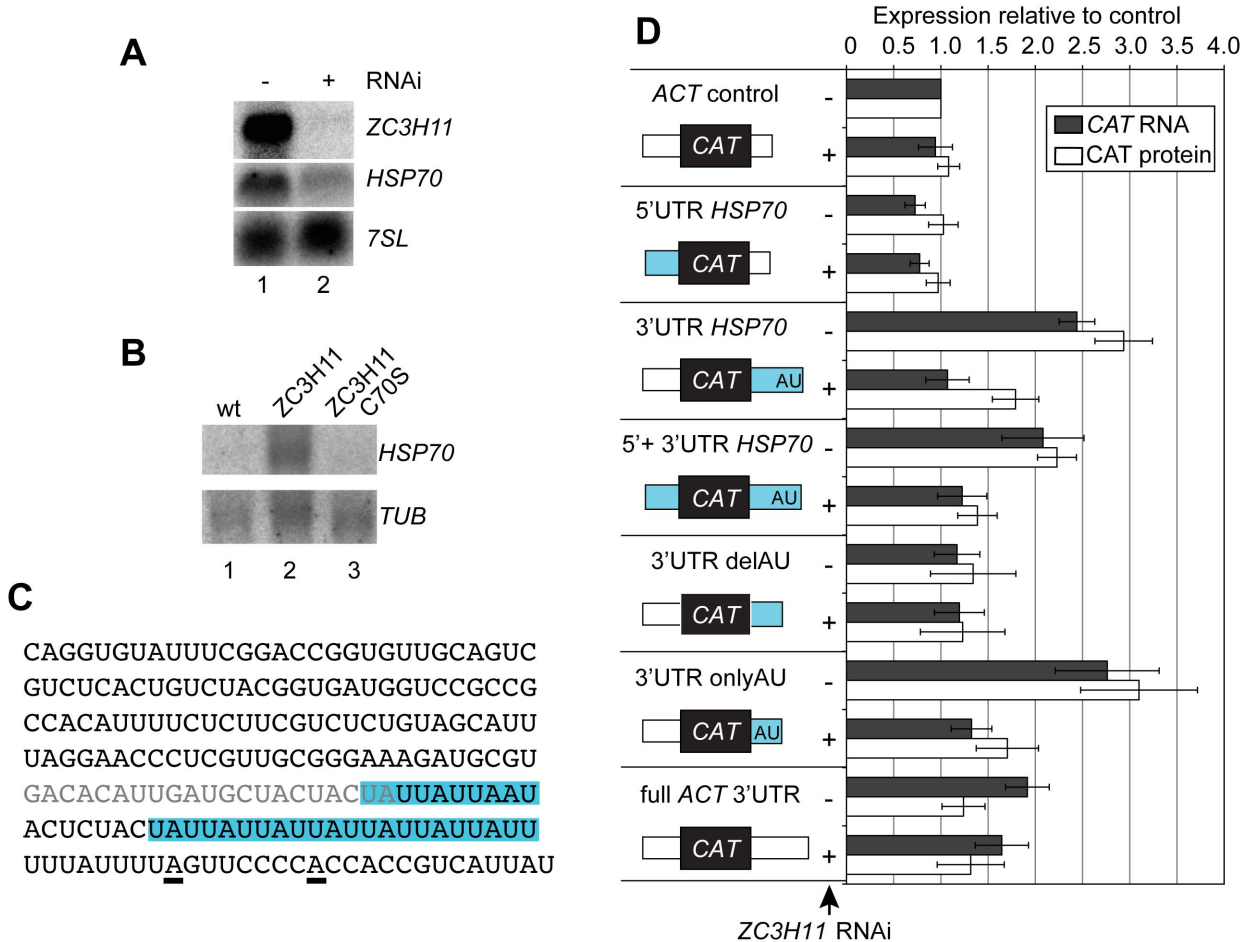 A
- + RNAi
ZC3H11
HSP70
7SL
1 2
B
wt ZC3H11 ZC3H11 C70S
HSP70
TUB
1 2 3
C
CAGGUGUAUUUCGGACCGGUGUUGCAGUC
GUCUCACUGUCUACGGUGAUGGUCCGCCG
CCACAUUUUCUCUUCGUCUCUGUAGCAUU
UAGGAACCCUCGUUGCGGGAAAGAUGCGU
GACACAUUGAUGCUACUACUAUUAUUAAU
ACUCUACUAUUAUUAUUAUUAUUAUUAUU
UUUAUUUUAGUUCCCCACCACCGUCAUUAU
D
Expression relative to control
0 0.5 1.0 1.5 2.0 2.5 3.0 3.5 4.0
CAT RNA
CAT protein
ACT control -
CAT +
5'UTR HSP70 -
CAT +
3'UTR HSP70 -
CAT AU +
5'+ 3'UTR HSP70 -
CAT AU +
3'UTR delAU -
CAT +
3'UTR onlyAU -
CAT AU +
full ACT 3'UTR -
CAT +
ZC3H11 RNAi